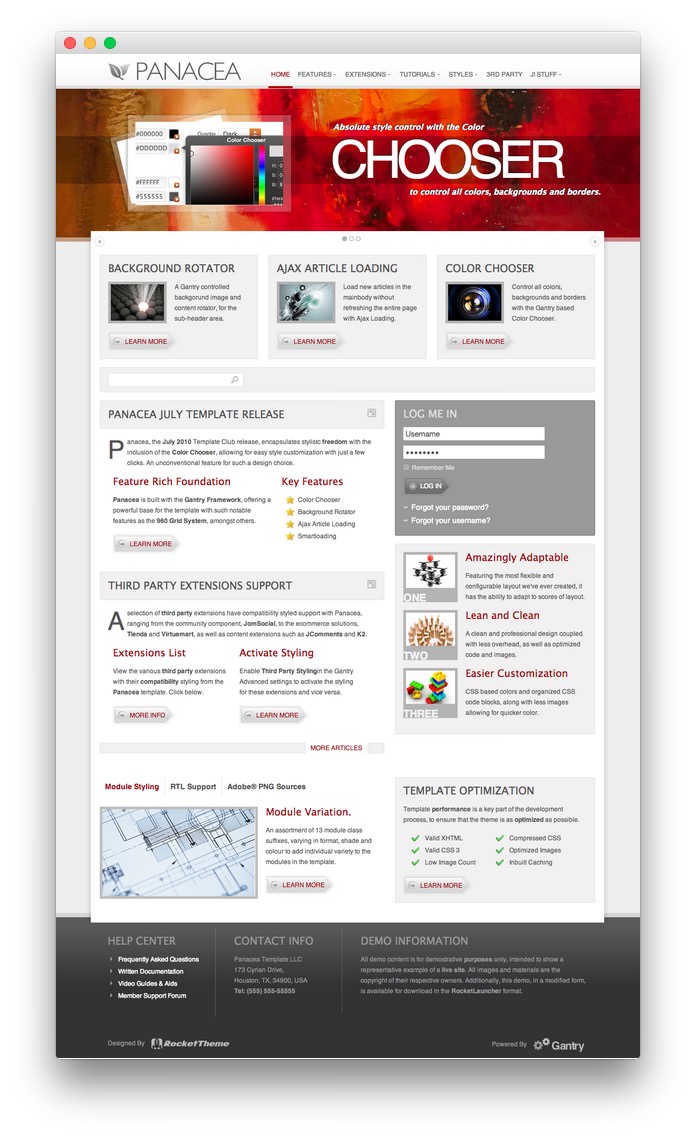 PANACEA
HOME FEATURES EXTENSIONS TUTORIALS STYLES 3RD PARTY J! STUFF
#000000 Overlay Dark
Color Chooser
#DDDDDD
H: 0
#FFFFFF
#555555
Absolute style control with the Color
CHOOSER
to control all colors, backgrounds and borders.
BACKGROUND ROTATOR
A Gantry controlled
background image and
content rotator, for the
sub-header area.
LEARN MORE
AJAX ARTICLE LOADING
Load new articles in the
mainbody without
refreshing the entire page
with Ajax Loading.
LEARN MORE
COLOR CHOOSER
Control all colors,
backgrounds and borders
with the Gantry based
Color Chooser.
LEARN MORE
PANACEA JULY TEMPLATE RELEASE
Panacea, the July 2010 Template Club release, encapsulates stylistc freedom with the
inclusion of the Color Chooser, allowing for easy style customization with just a few
clicks. An unconventional feature for such a design choice.
Feature Rich Foundation
Panacea is built with the Gantry Framework, offering a
powerful base for the template with such notable
features as the 960 Grid System, amongst others.
LEARN MORE
Key Features
Color Chooser
Background Rotator
Ajax Article Loading
Smartloading
THIRD PARTY EXTENSIONS SUPPORT
A selection of third party extensions have compatibility styled support with Panacea,
ranging from the community component, JomSocial, to the ecommerce solutions,
Tienda and Virtuemart, as well as content extensions such as JComments and K2.
Extensions List
View the various third party extensions
with their compatibility styling from the
Panacea template. Click below.
MORE INFO
Activate Styling
Enable Third Party Stylingin the Gantry
Advanced settings to activate the styling
for these extensions and vice versa.
LEARN MORE
MORE ARTICLES
LOG ME IN
Username
Remember Me
LOG IN
Forgot your password?
Forgot your username?
ONE
Amazingly Adaptable
Featuring the most flexible and
configurable layout we've ever created, it
has the ability to adapt to scores of layout.
TWO
Lean and Clean
A clean and professional design coupled
with less overhead, as well as optimized
code and images.
THREE
Easier Customization
CSS based colors and organized CSS
code blocks, along with less images
allowing for quicker color.
Module Styling RTL Support Adobe® PNG Sources
Module Variation.
An assortment of 13 module class
suffixes, varying in format, shade and
colour to add individual variety to the
modules in the template.
LEARN MORE
TEMPLATE OPTIMIZATION
Template performance is a key part of the development
process, to ensure that the theme is as optimized as possible.
Valid XHTML Compressed CSS
Valid CSS 3 Optimized Images
Low Image Count Inbuilt Caching
LEARN MORE
HELP CENTER
Frequently Asked Questions
Written Documentation
Video Guides & Aids
Member Support Forum
CONTACT INFO
Panacea Template LLC
173 Cyrian Drive,
Houston, TX, 34900, USA
Tel: (555) 555-55555
DEMO INFORMATION
All demo content is for demostrative purposes only, intended to show a
representative example of a live site. All images and materials are the
copyright of their respective owners. Additionally, this demo, in a modified form,
is available for download in the RocketLauncher format.
Designed By RocketTheme
Powered By Gantry